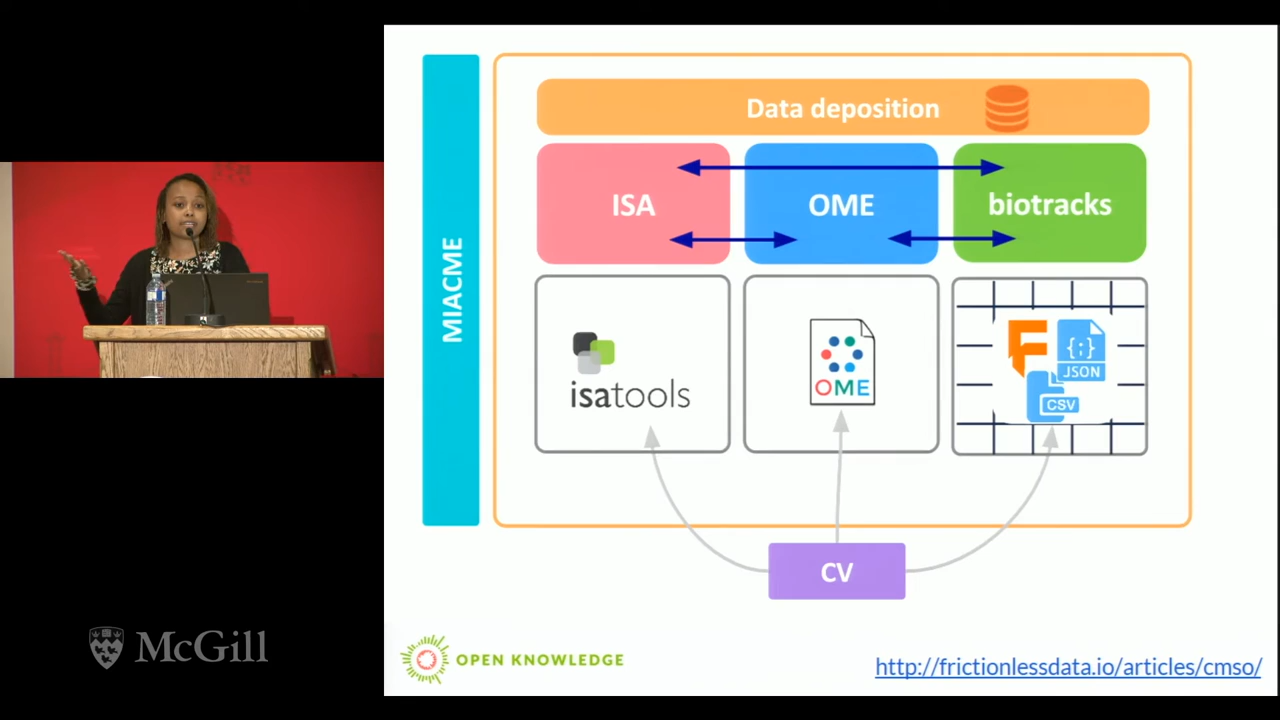 Data deposition
ISA
OME
biotracks
MIACME
isatools
OME
{;}
JSON
CSV
CV
McGill
OPEN KNOWLEDGE
http://frictionlessdata.io/articles/cmso/